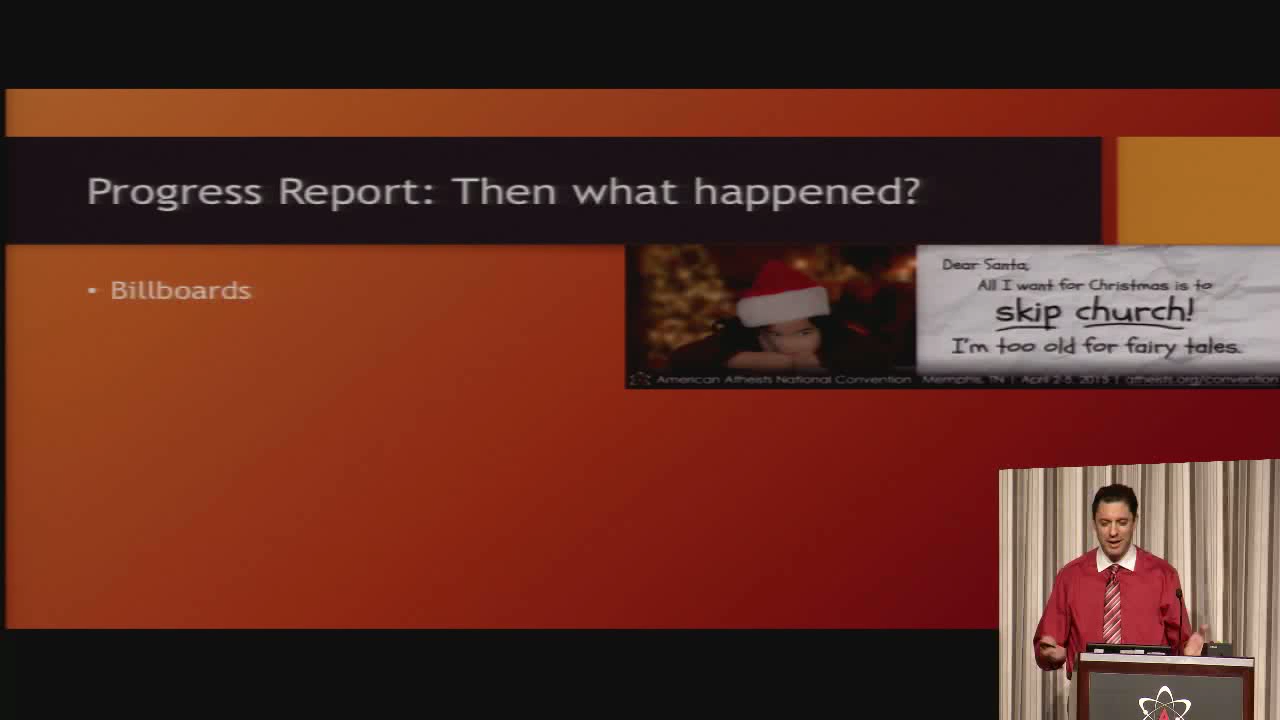 Progress Report: Then what happened?
• Billboards
Dear Santa,
All I want for Christmas is to
skip church!
I'm too old for fairy tales.
American Atheists National Convention Memphis, TN | April 2-5, 2015 | atheists.org/convention
A